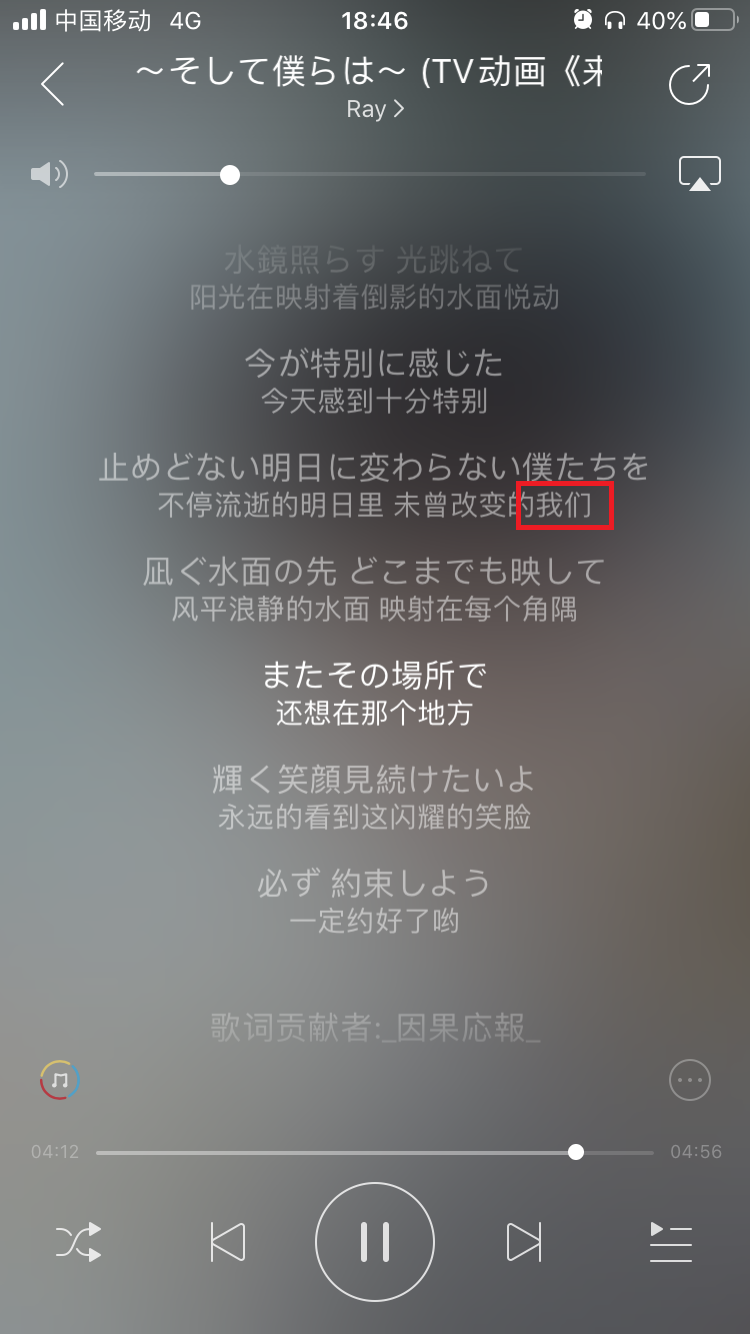 中国移动 4G 18:46 40%
～そして僕らは～ (TV动画《来
Ray
水鏡照らす 光跳ねて
阳光在映射着倒影的水面悦动
今が特別に感じた
今天感到十分特别
止めどない明日に変わらない僕たちを
不停流逝的明日里 未曾改变的我们
凪ぐ水面の先 どこまでも映して
风平浪静的水面 映射在每个角隅
またその場所で
还想在那个地方
輝く笑顔見続けたいよ
永远的看到这闪耀的笑脸
必ず 約束しよう
一定约好了哟
歌词贡献者:_因果応報_
04:12 04:56